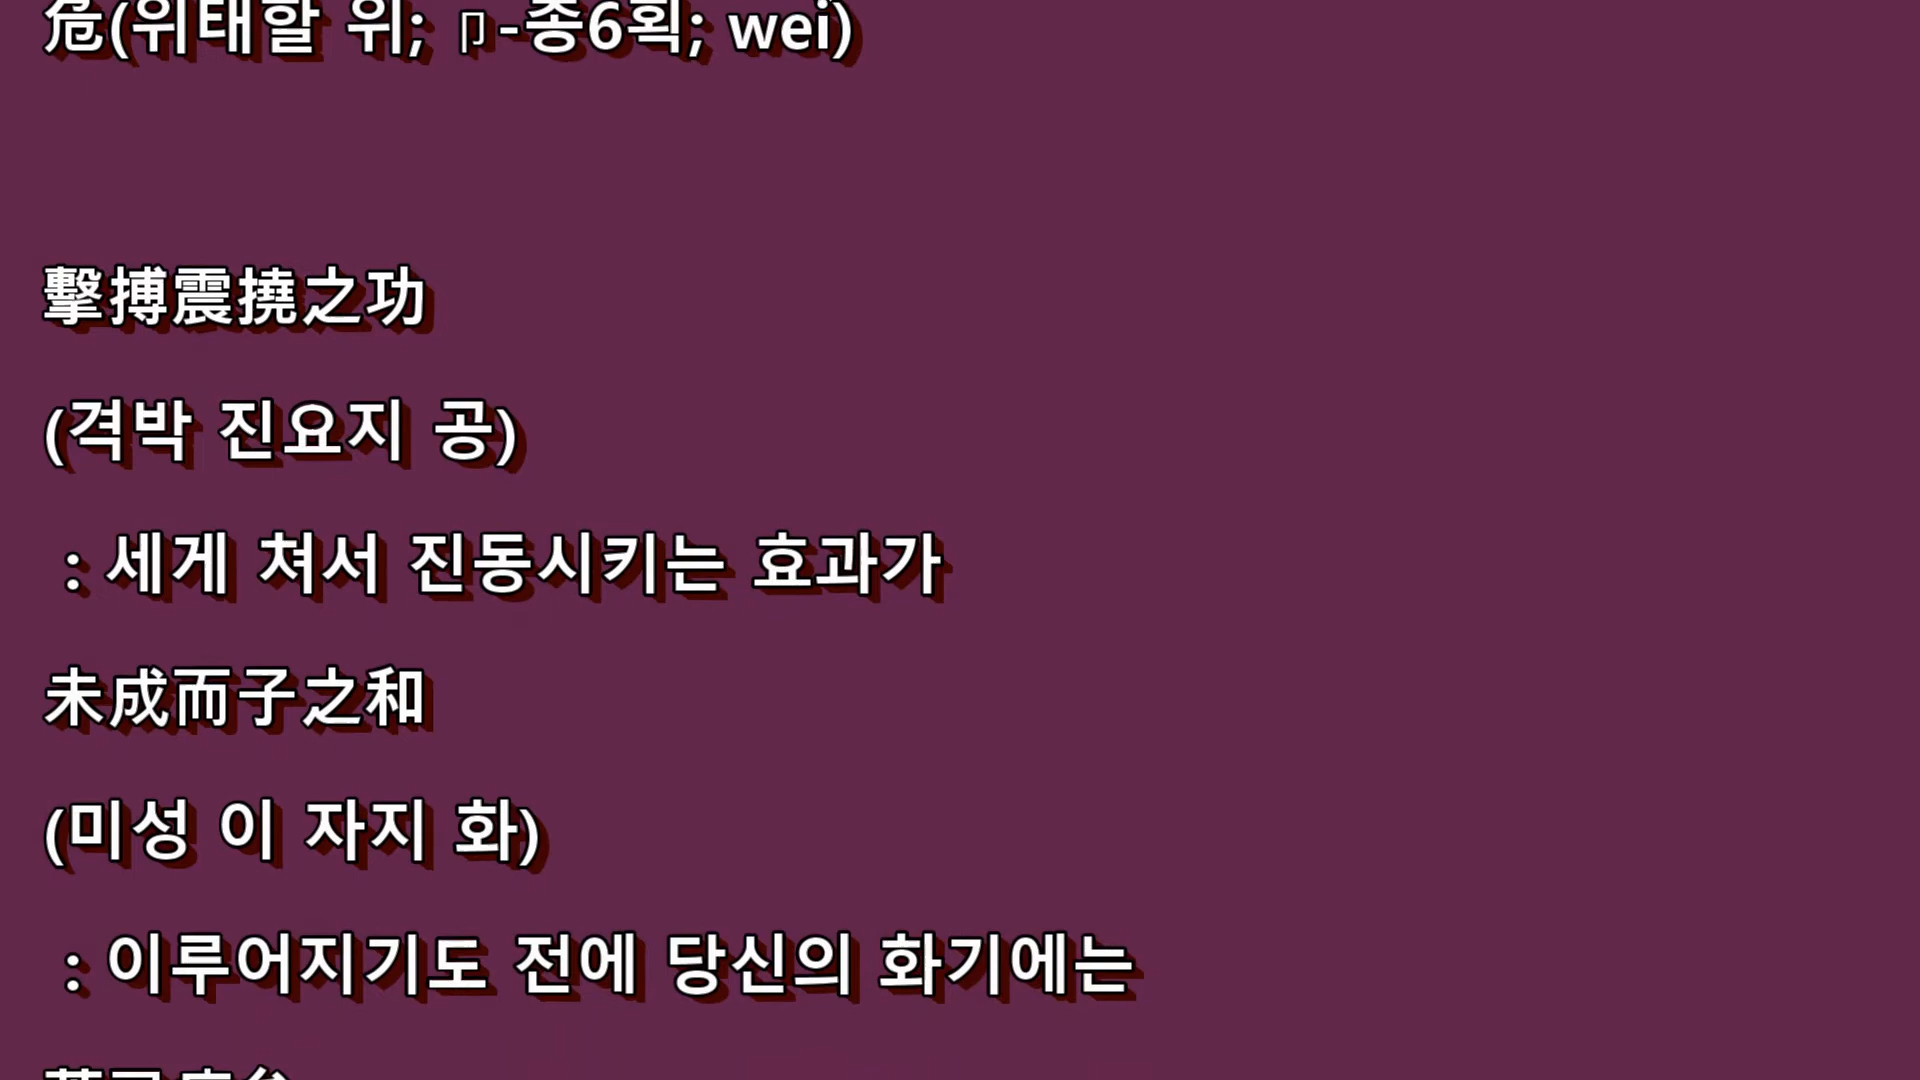 危(위태할 위; 卩-총6획; wei)
擊搏震撓之功
(격박 진요지 공)
: 세게 쳐서 진동시키는 효과가
未成而子之和
(미성 이 자지 화)
: 이루어지기도 전에 당신의 화기에는